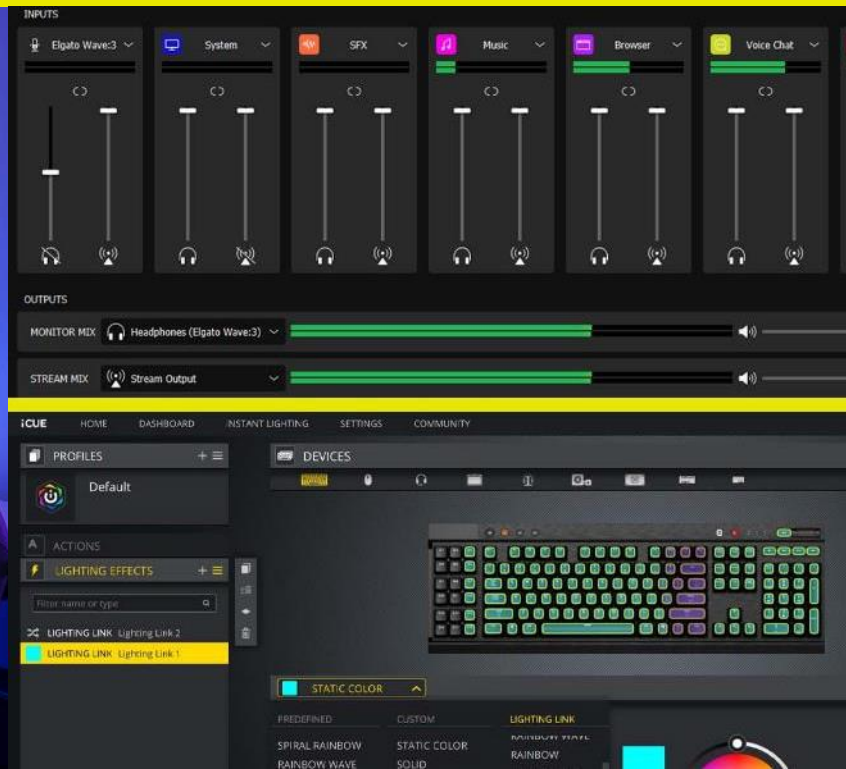 INPUTS
Elgato Wave:3 System SFX Music Browser Voice Chat
OUTPUTS
MONITOR MIX Headphones (Elgato Wave:3)
STREAM MIX Stream Output
iCUE HOME DASHBOARD INSTANT LIGHTING SETTINGS COMMUNITY
PROFILES
DEVICES
Default
A ACTIONS
LIGHTING EFFECTS
Filter name or type
LIGHTING LINK Lighting Link 2
LIGHTING LINK Lighting Link 1
STATIC COLOR
PREDEFINED CUSTOM LIGHTING LINK
RAINBOW WAVE
SPIRAL RAINBOW STATIC COLOR RAINBOW
RAINBOW WAVE SOLID